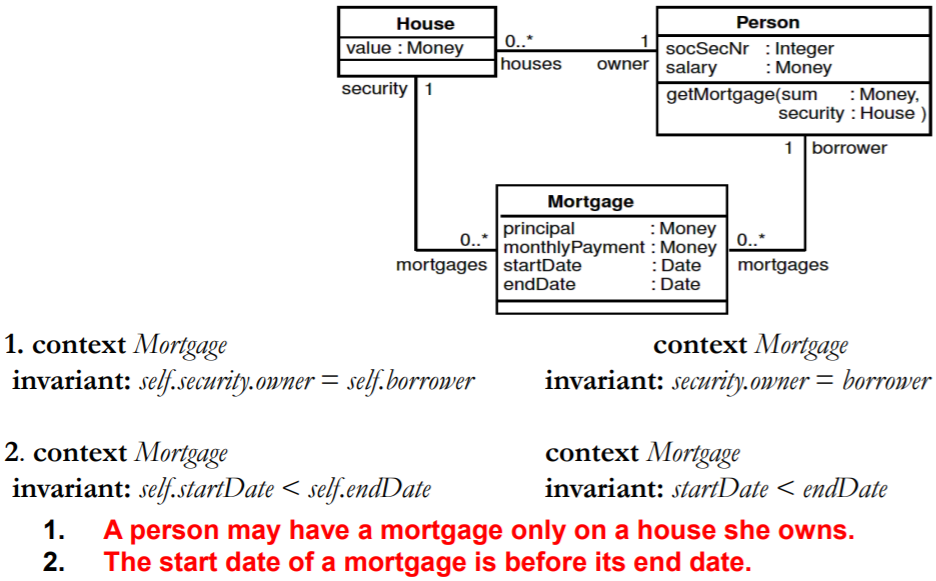 House
value : Money
0..*
1
houses
owner
Person
socSecNr : Integer
salary : Money
getMortgage(sum : Money,
security : House )
security 1
1 borrower
Mortgage
principal : Money
monthlyPayment : Money
startDate : Date
endDate : Date
0..*
mortgages
0..*
mortgages
1. context Mortgage
invariant: self.security.owner = self.borrower
context Mortgage
invariant: security.owner = borrower
2. context Mortgage
invariant: self.startDate < self.endDate
context Mortgage
invariant: startDate < endDate
1. A person may have a mortgage only on a house she owns.
2. The start date of a mortgage is before its end date.